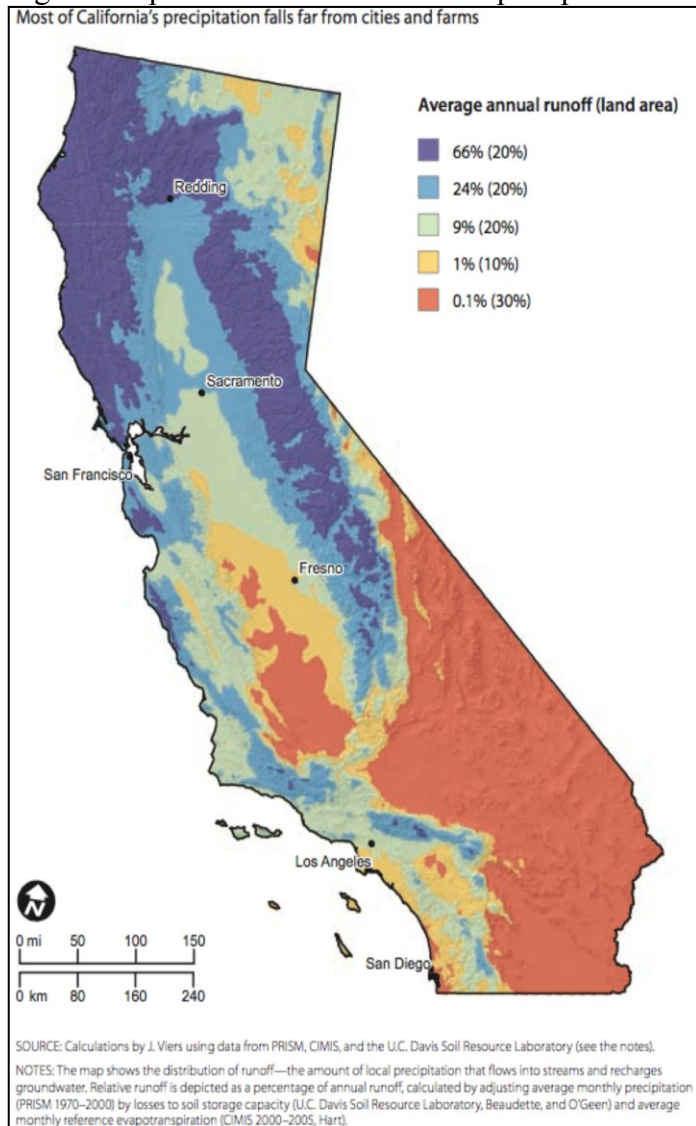 Most of California's precipitation falls far from cities and farms
Average annual runoff (land area)
66% (20%)
24% (20%)
9% (20%)
1% (10%)
0.1% (30%)
Redding
Sacramento
San Francisco
Fresno
Los Angeles
San Diego
N
0 mi 50 100 150
0 km 80 160 240
SOURCE: Calculations by J. Viers using data from PRISM, CIMIS, and the U.C. Davis Soil Resource Laboratory (see the notes).
NOTES: The map shows the distribution of runoff—the amount of local precipitation that flows into streams and recharges
groundwater. Relative runoff is depicted as a percentage of annual runoff, calculated by adjusting average monthly precipitation
(PRISM 1970–2000) by losses to soil storage capacity (U.C. Davis Soil Resource Laboratory, Beaudette, and O'Geen) and average
monthly reference evapotranspiration (CIMIS 2000–2005, Hart).